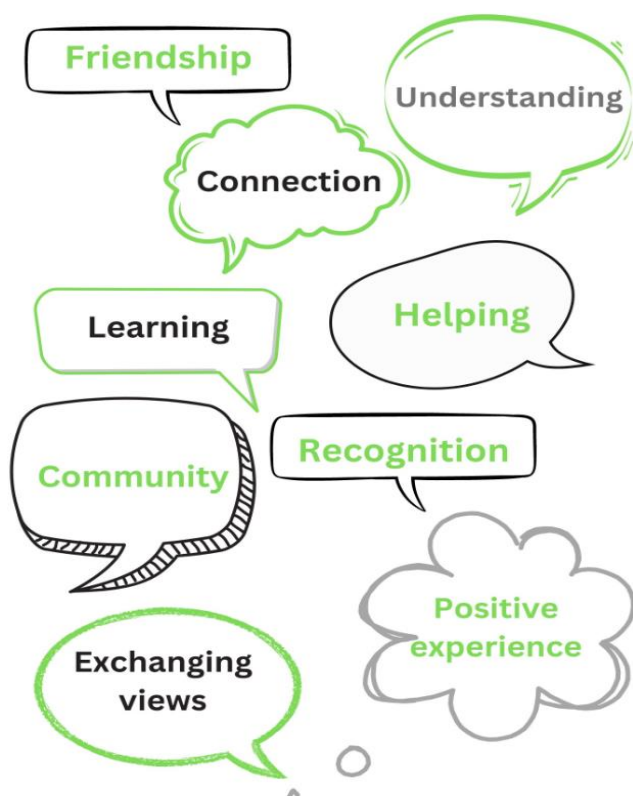 Friendship
Understanding
Connection
Learning
Helping
Community
Recognition
Positive
experience
Exchanging
views